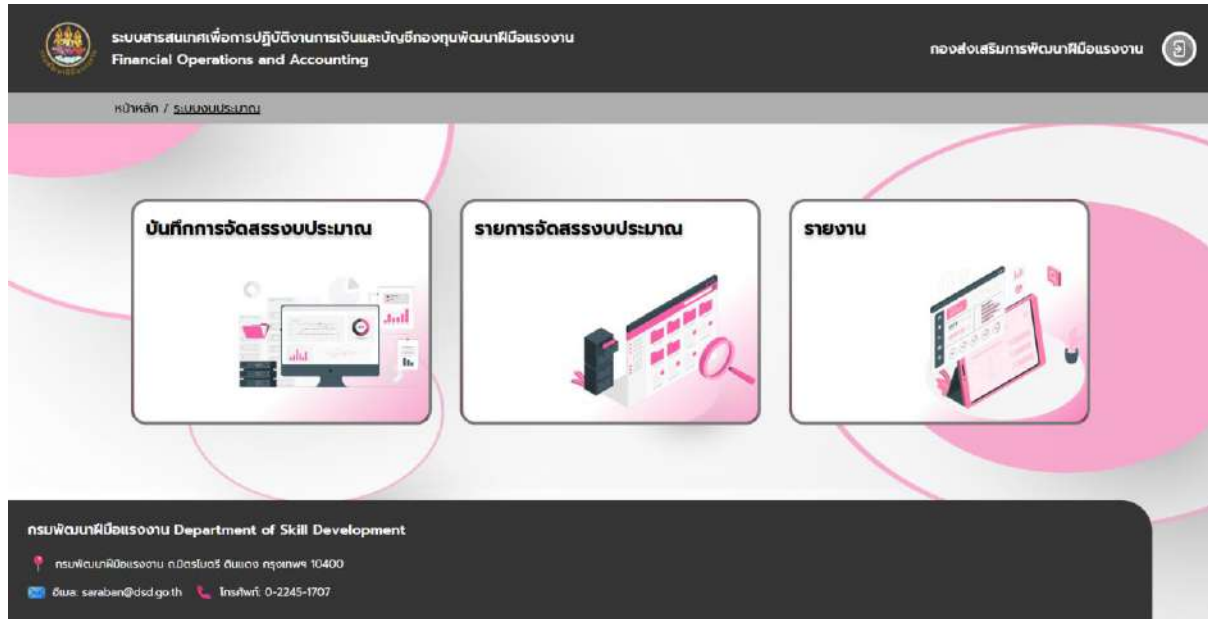 ระบบสารสนเทศเพื่อการปฏิบัติงานการเงินและบัญชีกองทุนพัฒนาฝีมือแรงงาน
Financial Operations and Accounting
กองส่งเสริมการพัฒนาฝีมือแรงงาน
หน้าหลัก / ระบบงบประมาณ
บันทึกการจัดสรรงบประมาณ
รายการจัดสรรงบประมาณ
รายงาน
กรมพัฒนาฝีมือแรงงาน Department of Skill Development
กรมพัฒนาฝีมือแรงงาน ถ.มิตรไมตรี ดินแดง กรุงเทพฯ 10400
อีเมล: saraban@dsd.go.th โทรศัพท์: 0-2245-1707